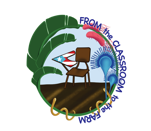 FROM the CLASSROOM to the FARM